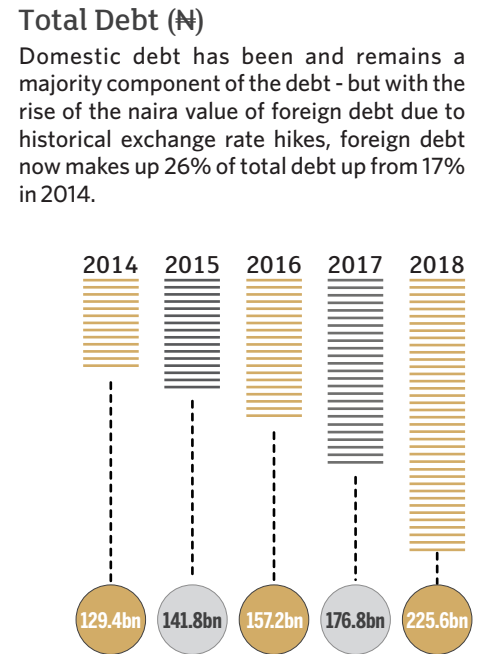 Total Debt (₦)
Domestic debt has been and remains a
majority component of the debt - but with the
rise of the naira value of foreign debt due to
historical exchange rate hikes, foreign debt
now makes up 26% of total debt up from 17%
in 2014.
2014 2015 2016 2017 2018
129.4bn 141.8bn 157.2bn 176.8bn 225.6bn